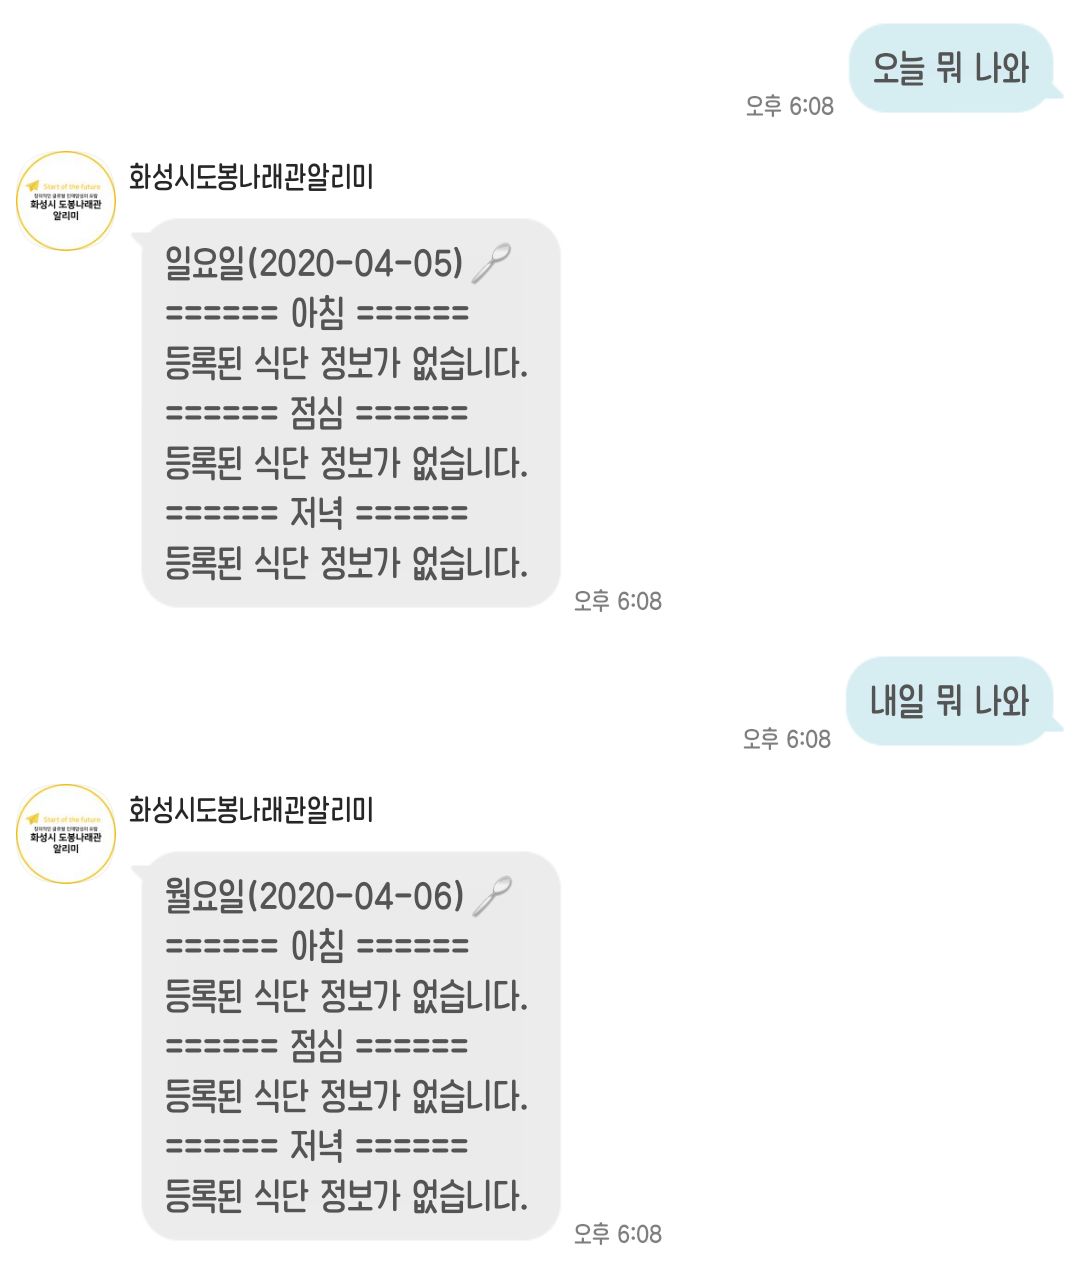 오늘 뭐 나와
오후 6:08
Start of the future
화성시 도봉나래관
알리미
화성시도봉나래관알리미
일요일(2020-04-05)
====== 아침 ======
등록된 식단 정보가 없습니다.
====== 점심 ======
등록된 식단 정보가 없습니다.
====== 저녁 ======
등록된 식단 정보가 없습니다.
오후 6:08
내일 뭐 나와
오후 6:08
Start of the future
화성시 도봉나래관
알리미
화성시도봉나래관알리미
월요일(2020-04-06)
====== 아침 ======
등록된 식단 정보가 없습니다.
====== 점심 ======
등록된 식단 정보가 없습니다.
====== 저녁 ======
등록된 식단 정보가 없습니다.
오후 6:08